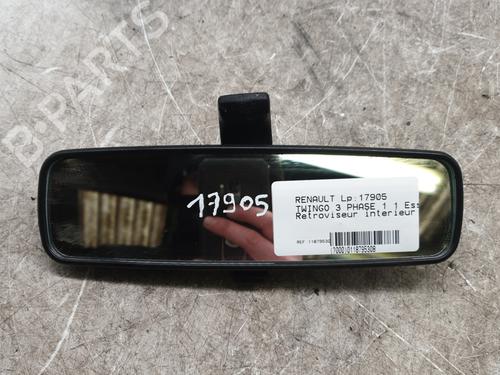 B-PARTS
17905
RENAULT Lp:17905
TWINGO 3 PHASE 1 1 Ess
Retroviseur interieur